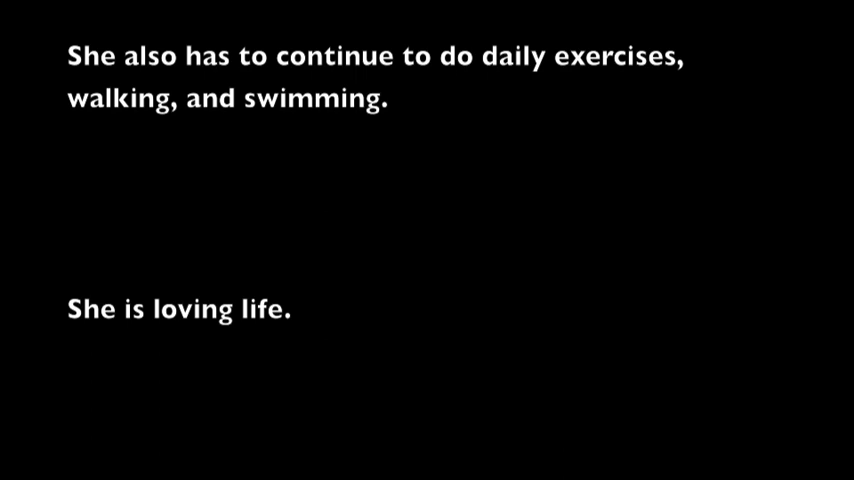 She also has to continue to do daily exercises,
walking, and swimming.
She is loving life.